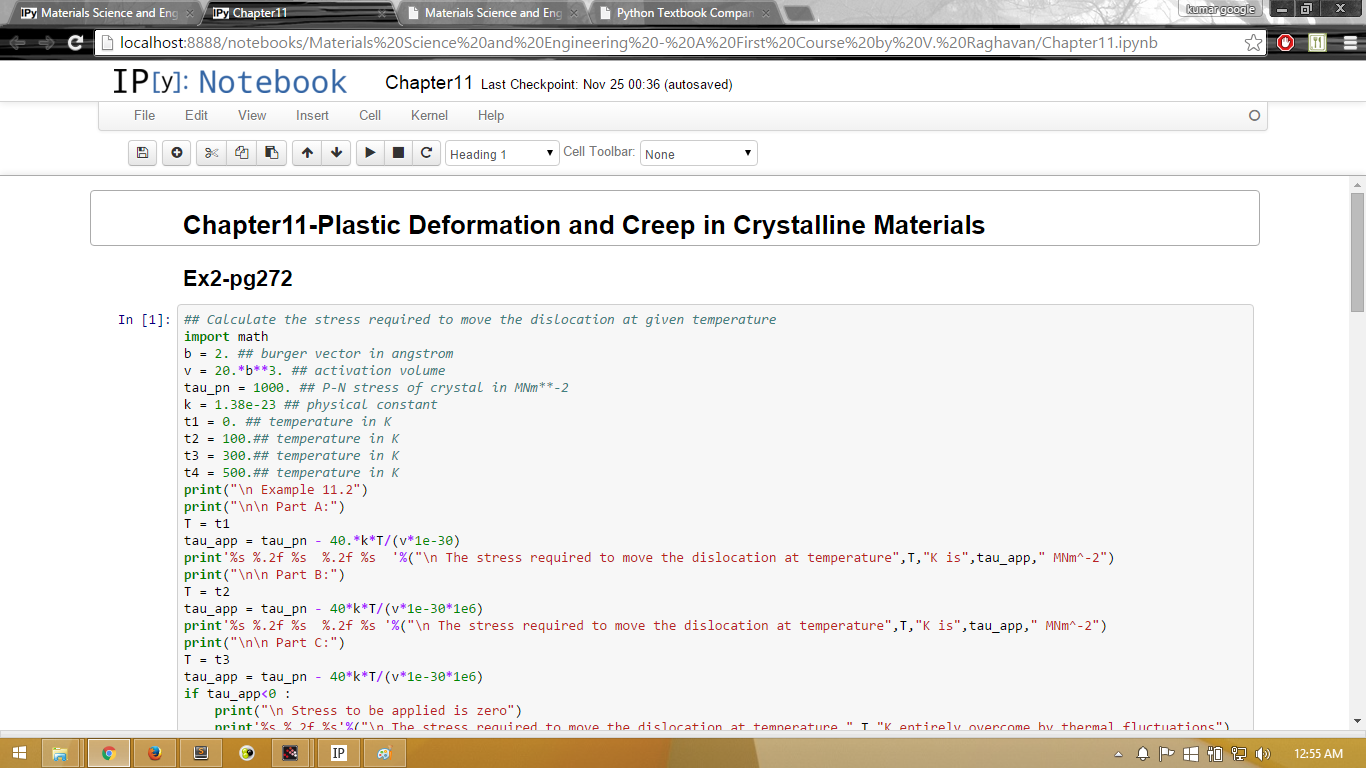 IPy Materials Science and Eng
IPy Chapter11
Materials Science and Eng
Python Textbook Compan
kumar google
localhost:8888/notebooks/Materials%20Science%20and%20Engineering%20-%20A%20First%20Course%20by%20V.%20Raghavan/Chapter11.ipynb
IP[y]: Notebook
Chapter11 Last Checkpoint: Nov 25 00:36 (autosaved)
File Edit View Insert Cell Kernel Help
Heading 1 Cell Toolbar: None
Chapter11-Plastic Deformation and Creep in Crystalline Materials
Ex2-pg272
In [1]: ## Calculate the stress required to move the dislocation at given temperature
import math
b = 2. ## burger vector in angstrom
v = 20.*b**3. ## activation volume
tau_pn = 1000. ## P-N stress of crystal in MNm**-2
k = 1.38e-23 ## physical constant
t1 = 0. ## temperature in K
t2 = 100.## temperature in K
t3 = 300.## temperature in K
t4 = 500.## temperature in K
print("\n Example 11.2")
print("\n\n Part A:")
T = t1
tau_app = tau_pn - 40.*k*T/(v*1e-30)
print'%s %.2f %s  %.2f %s  '%("\n The stress required to move the dislocation at temperature",T,"K is",tau_app," MNm^-2")
print("\n\n Part B:")
T = t2
tau_app = tau_pn - 40*k*T/(v*1e-30*1e6)
print'%s %.2f %s  %.2f %s '%("\n The stress required to move the dislocation at temperature",T,"K is",tau_app," MNm^-2")
print("\n\n Part C:")
T = t3
tau_app = tau_pn - 40*k*T/(v*1e-30*1e6)
if tau_app<0 :
print("\n Stress to be applied is zero")
print'%s %.2f %s'%("\n The stress required to move the dislocation at temperature ",T,"K entirely overcome by thermal fluctuations")
IP
12:55 AM